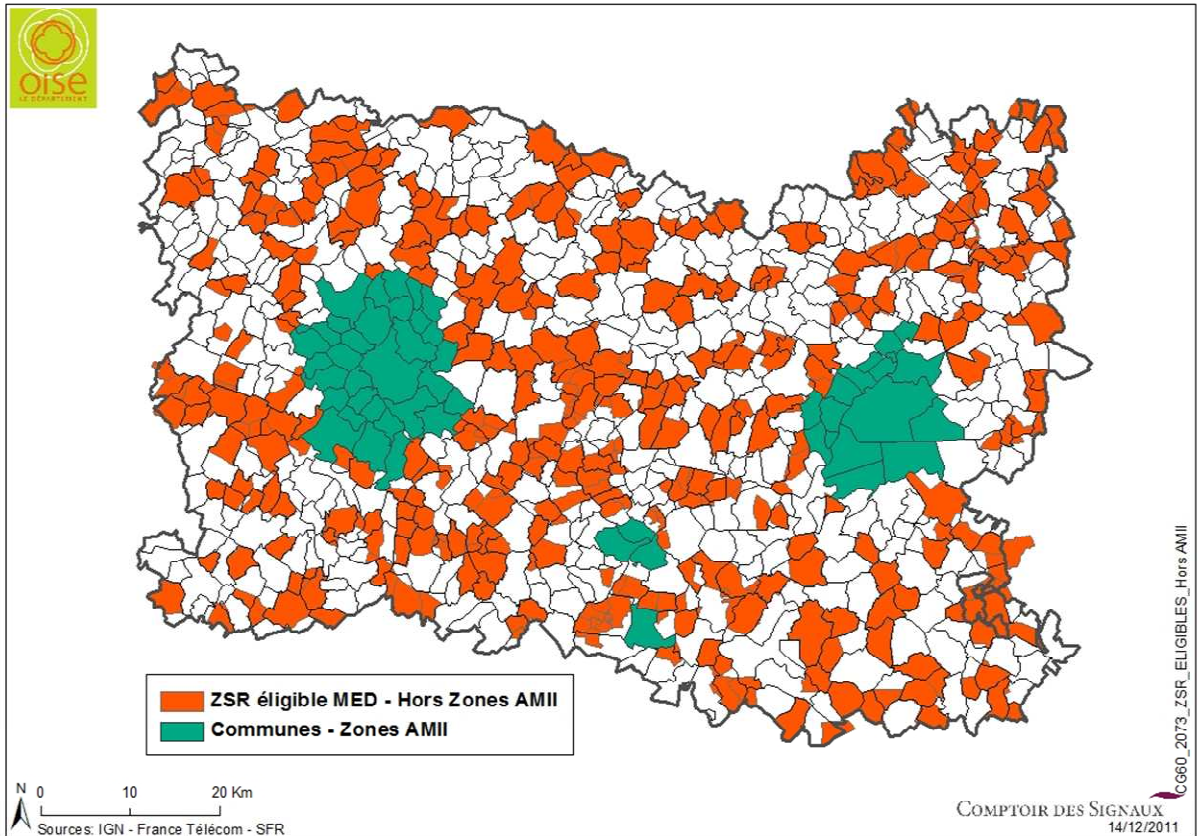 oise
LE DÉPARTEMENT
ZSR éligible MED - Hors Zones AMII
Communes - Zones AMII
N 0 10 20 Km
Sources: IGN - France Télécom - SFR
CG60_2073_ZSR_ELIGIBLES_Hors AMII
COMPTOIR DES SIGNAUX
14/12/2011